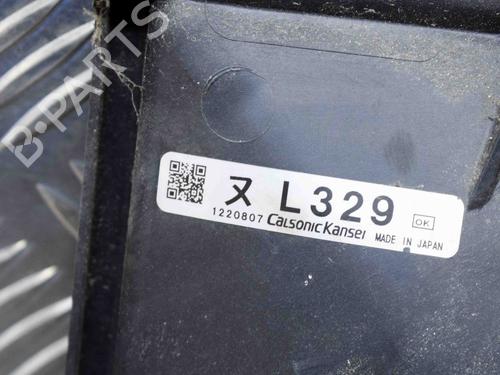 B-PARTS
ヌ L329 OK
1220807 CalsonicKansei MADE IN JAPAN